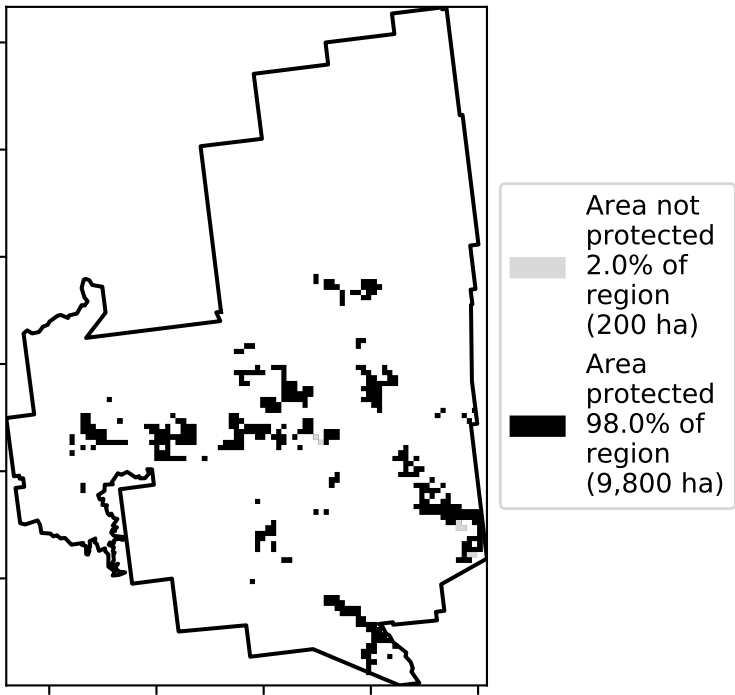 Area not
protected
2.0% of
region
(200 ha)
Area
protected
98.0% of
region
(9,800 ha)